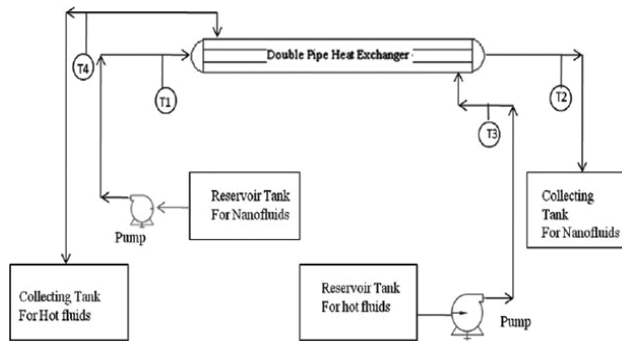 Double Pipe Heat Exchanger
T4
T1
T2
T3
Reservoir Tank
For Nanofluids
Pump
Collecting
Tank
For Nanofluids
Collecting Tank
For Hot fluids
Reservoir Tank
For hot fluids
Pump